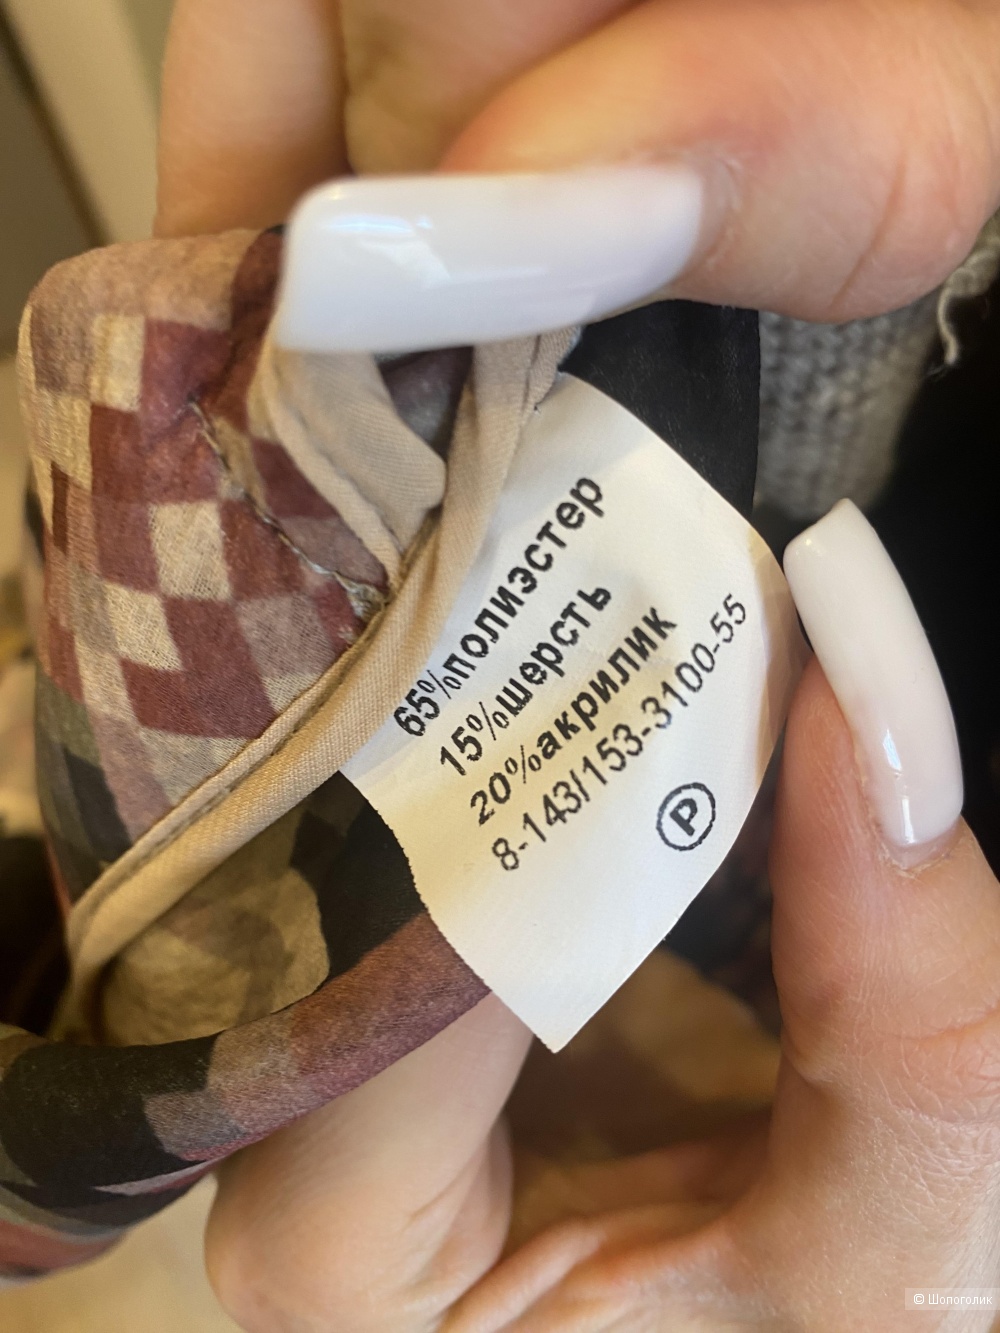 65%полиэстер
15%шерсть
20%акрилик
8-143/153-3100-55
P
© Шопоголик